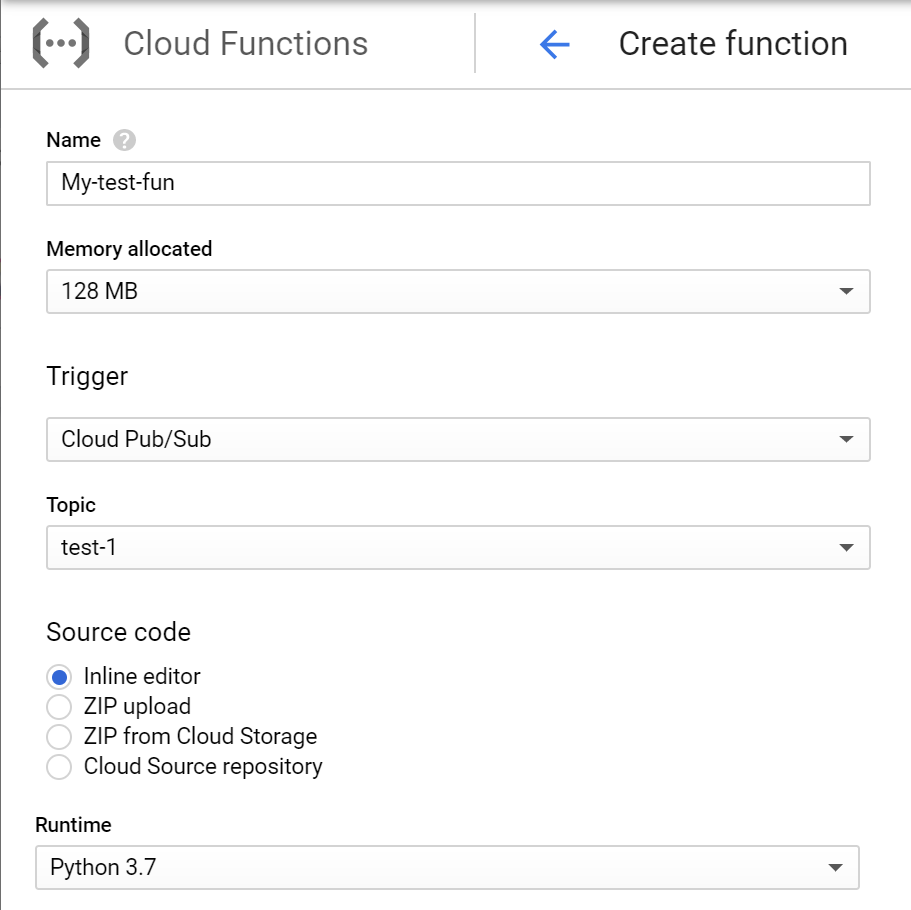 Cloud Functions
Create function
Name ?
My-test-fun
Memory allocated
128 MB
Trigger
Cloud Pub/Sub
Topic
test-1
Source code
Inline editor
ZIP upload
ZIP from Cloud Storage
Cloud Source repository
Runtime
Python 3.7